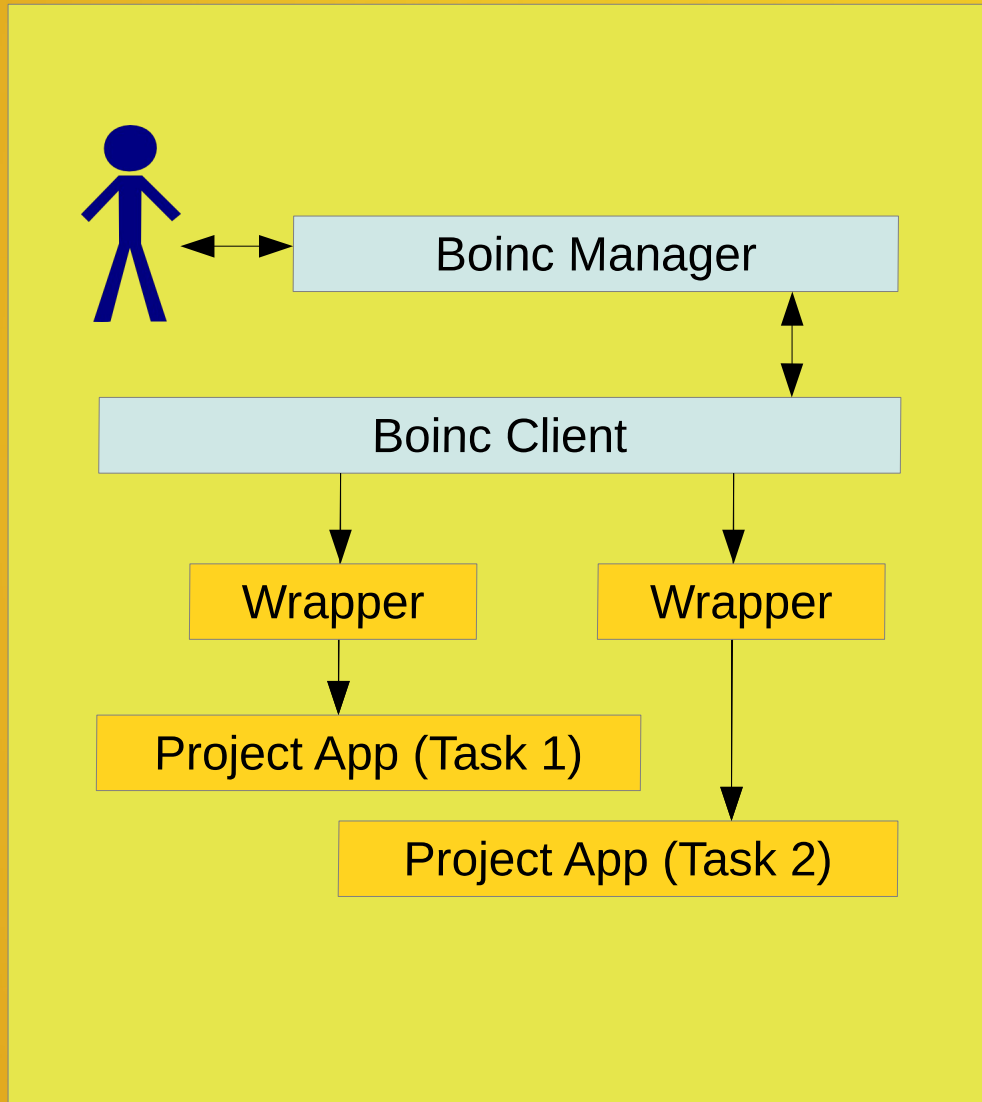 Boinc Manager
Boinc Client
Wrapper
Wrapper
Project App (Task 1)
Project App (Task 2)